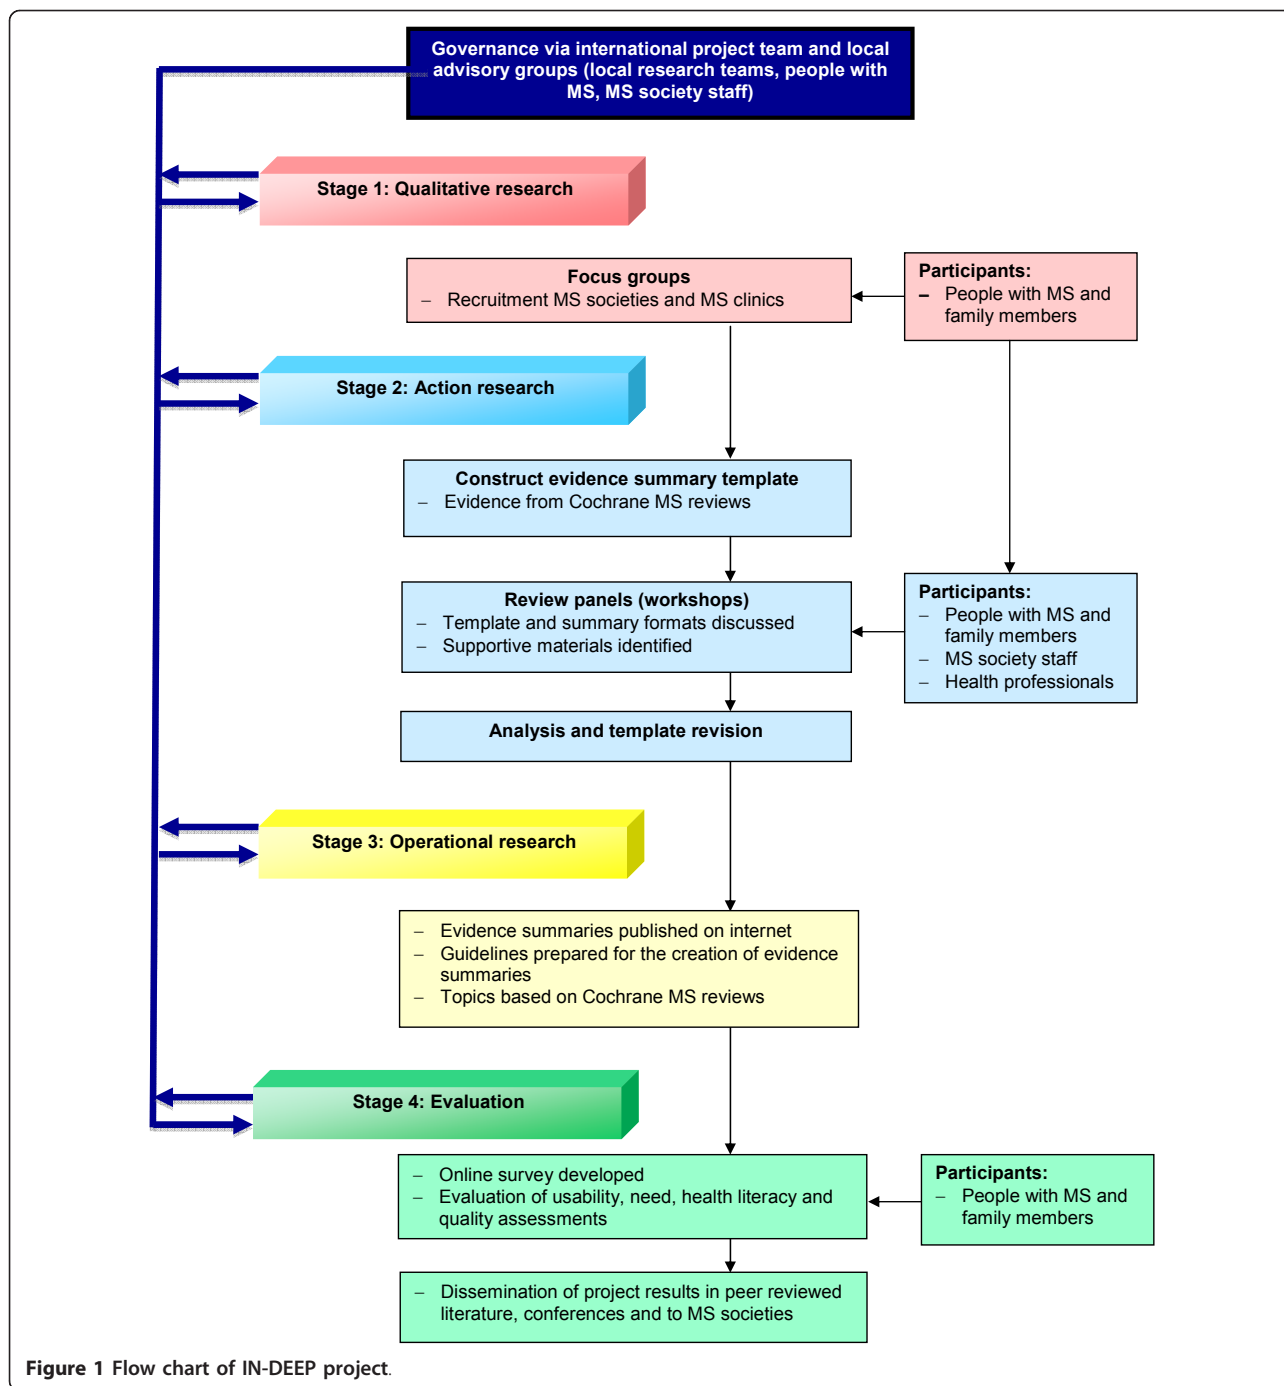 Governance via international project team and local
advisory groups (local research teams, people with
MS, MS society staff)
Stage 1: Qualitative research
Focus groups
– Recruitment MS societies and MS clinics
Participants:
– People with MS and
family members
Stage 2: Action research
Construct evidence summary template
– Evidence from Cochrane MS reviews
Review panels (workshops)
– Template and summary formats discussed
– Supportive materials identified
Participants:
– People with MS and
family members
– MS society staff
– Health professionals
Analysis and template revision
Stage 3: Operational research
– Evidence summaries published on internet
– Guidelines prepared for the creation of evidence
summaries
– Topics based on Cochrane MS reviews
Stage 4: Evaluation
– Online survey developed
– Evaluation of usability, need, health literacy and
quality assessments
Participants:
– People with MS and
family members
– Dissemination of project results in peer reviewed
literature, conferences and to MS societies
Figure 1 Flow chart of IN-DEEP project.